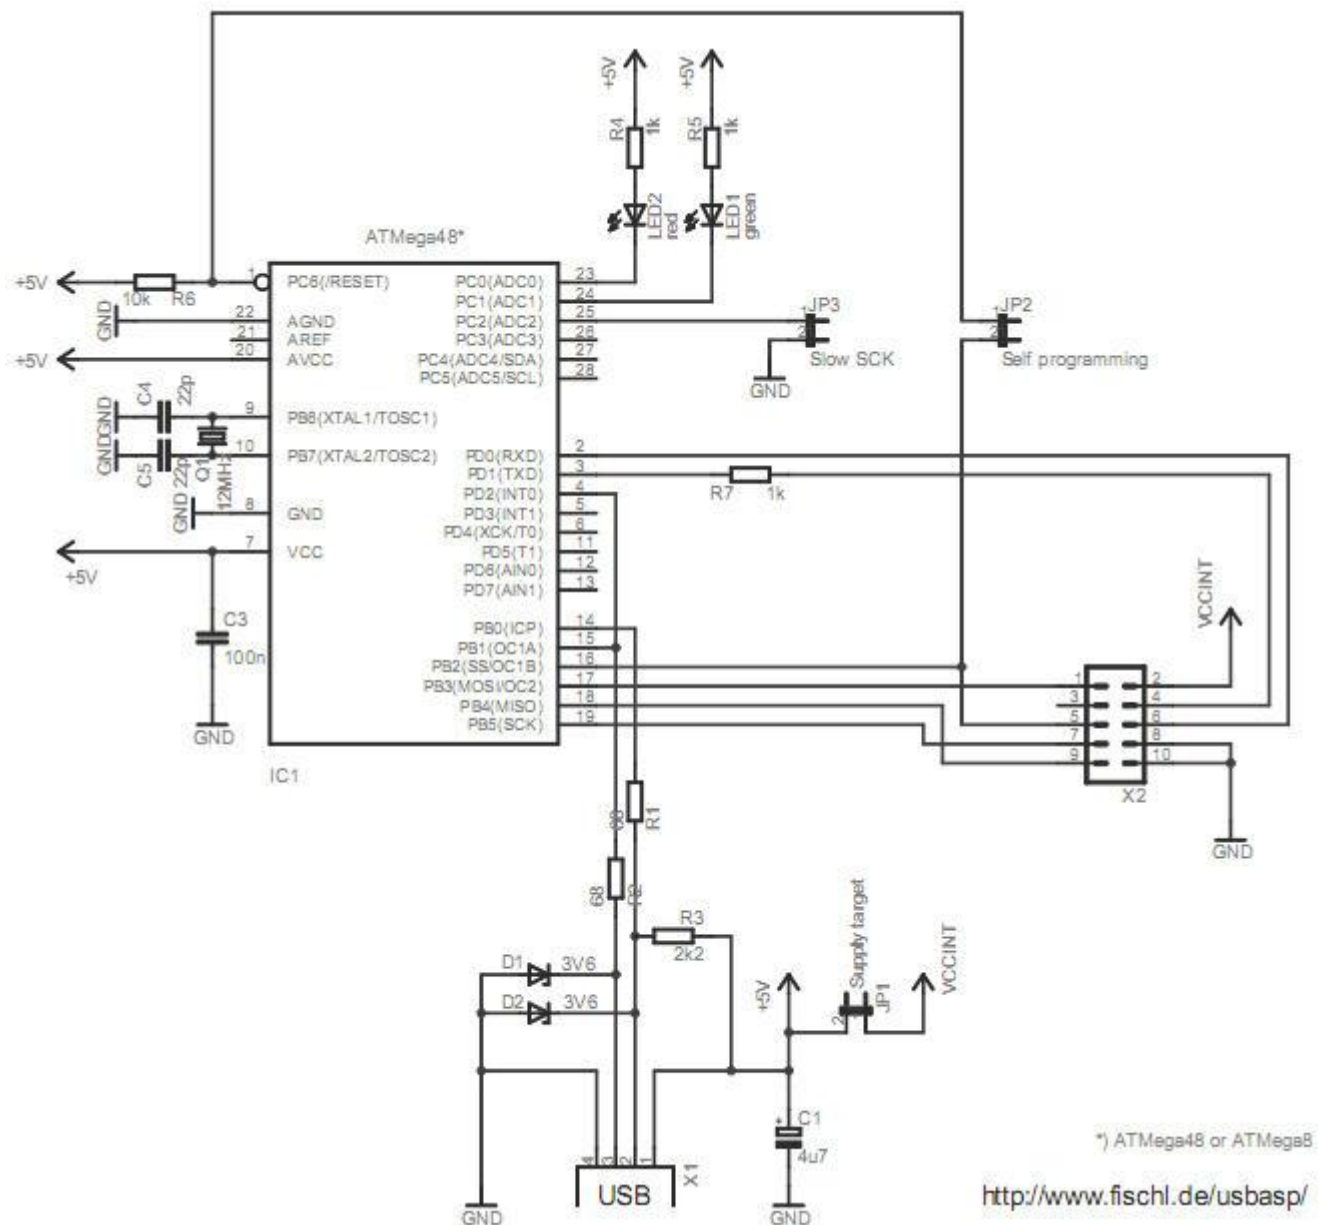 +5V
+5V
R4
1k
R5
1k
LED2
red
LED1
green
ATMega48*
+5V
10k
R6
1
PC6(/RESET)
GND
22
AGND
21
AREF
+5V
20
AVCC
GND
C4
22p
9
PB6(XTAL1/TOSC1)
GND
C5
22p
Q1
12MHz
10
PB7(XTAL2/TOSC2)
GND
8
GND
+5V
7
VCC
C3
100n
GND
IC1
PC0(ADC0)
23
PC1(ADC1)
24
PC2(ADC2)
25
PC3(ADC3)
26
PC4(ADC4/SDA)
27
PC5(ADC5/SCL)
28
PD0(RXD)
2
PD1(TXD)
3
PD2(INT0)
4
PD3(INT1)
5
PD4(XCK/T0)
6
PD5(T1)
11
PD6(AIN0)
12
PD7(AIN1)
13
PB0(ICP)
14
PB1(OC1A)
15
PB2(SS/OC1B)
16
PB3(MOSI/OC2)
17
PB4(MISO)
18
PB5(SCK)
19
JP3
1
2
Slow SCK
GND
JP2
1
2
Self programming
R7
1k
VCCINT
1
2
3
4
5
6
7
8
9
10
X2
GND
R1
68
R2
R3
2k2
D1
3V6
D2
3V6
+5V
Supply target
JP1
2
VCCINT
C1
+
4u7
GND
4
3
2
1
X1
USB
GND
*) ATMega48 or ATMega8
http://www.fischl.de/usbasp/